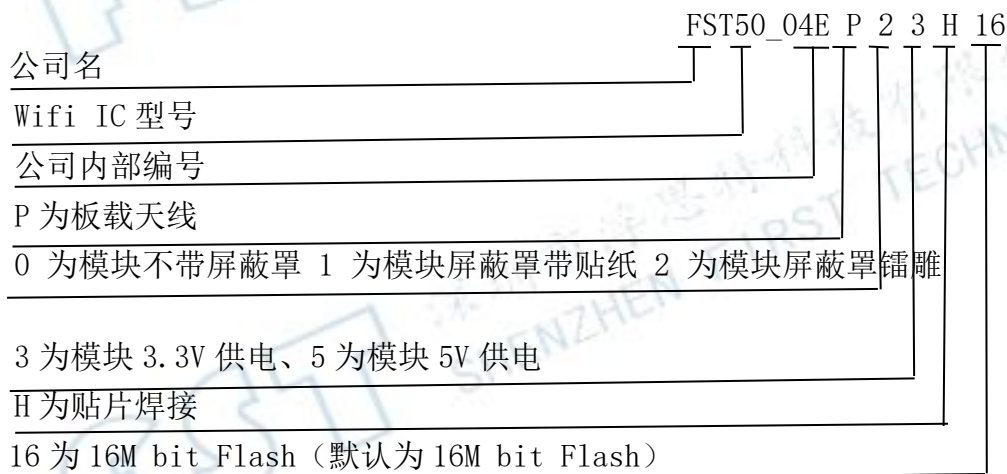 FST50_04E P 2 3 H 16
公司名
Wifi IC 型号
公司内部编号
P 为板载天线
0 为模块不带屏蔽罩 1 为模块屏蔽罩带贴纸 2 为模块屏蔽罩镭雕
3 为模块 3.3V 供电、5 为模块 5V 供电
H 为贴片焊接
16 为 16M bit Flash（默认为 16M bit Flash）
SHENZHEN FIRST TECHN